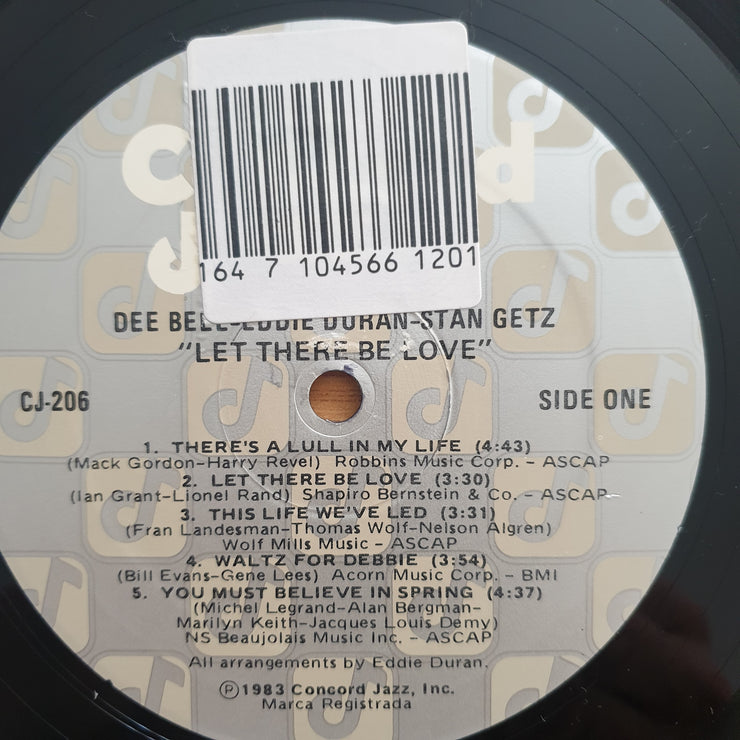 164 7 104566 1201
DEE BELL-EDDIE DURAN-STAN GETZ
"LET THERE BE LOVE"
CJ-206
SIDE ONE
1. THERE'S A LULL IN MY LIFE (4:43)
(Mack Gordon-Harry Revel) Robbins Music Corp. - ASCAP
2. LET THERE BE LOVE (3:30)
(Ian Grant-Lionel Rand) Shapiro Bernstein & Co. - ASCAP
3. THIS LIFE WE'VE LED (3:31)
(Fran Landesman-Thomas Wolf-Nelson Algren)
Wolf Mills Music - ASCAP
4. WALTZ FOR DEBBIE (3:54)
(Bill Evans-Gene Lees) Acorn Music Corp. - BMI
5. YOU MUST BELIEVE IN SPRING (4:37)
(Michel Legrand-Alan Bergman-
Marilyn Keith-Jacques Louis Demy)
NS Beaujolais Music Inc. - ASCAP
All arrangements by Eddie Duran.
Ⓟ1983 Concord Jazz, Inc.
Marca Registrada